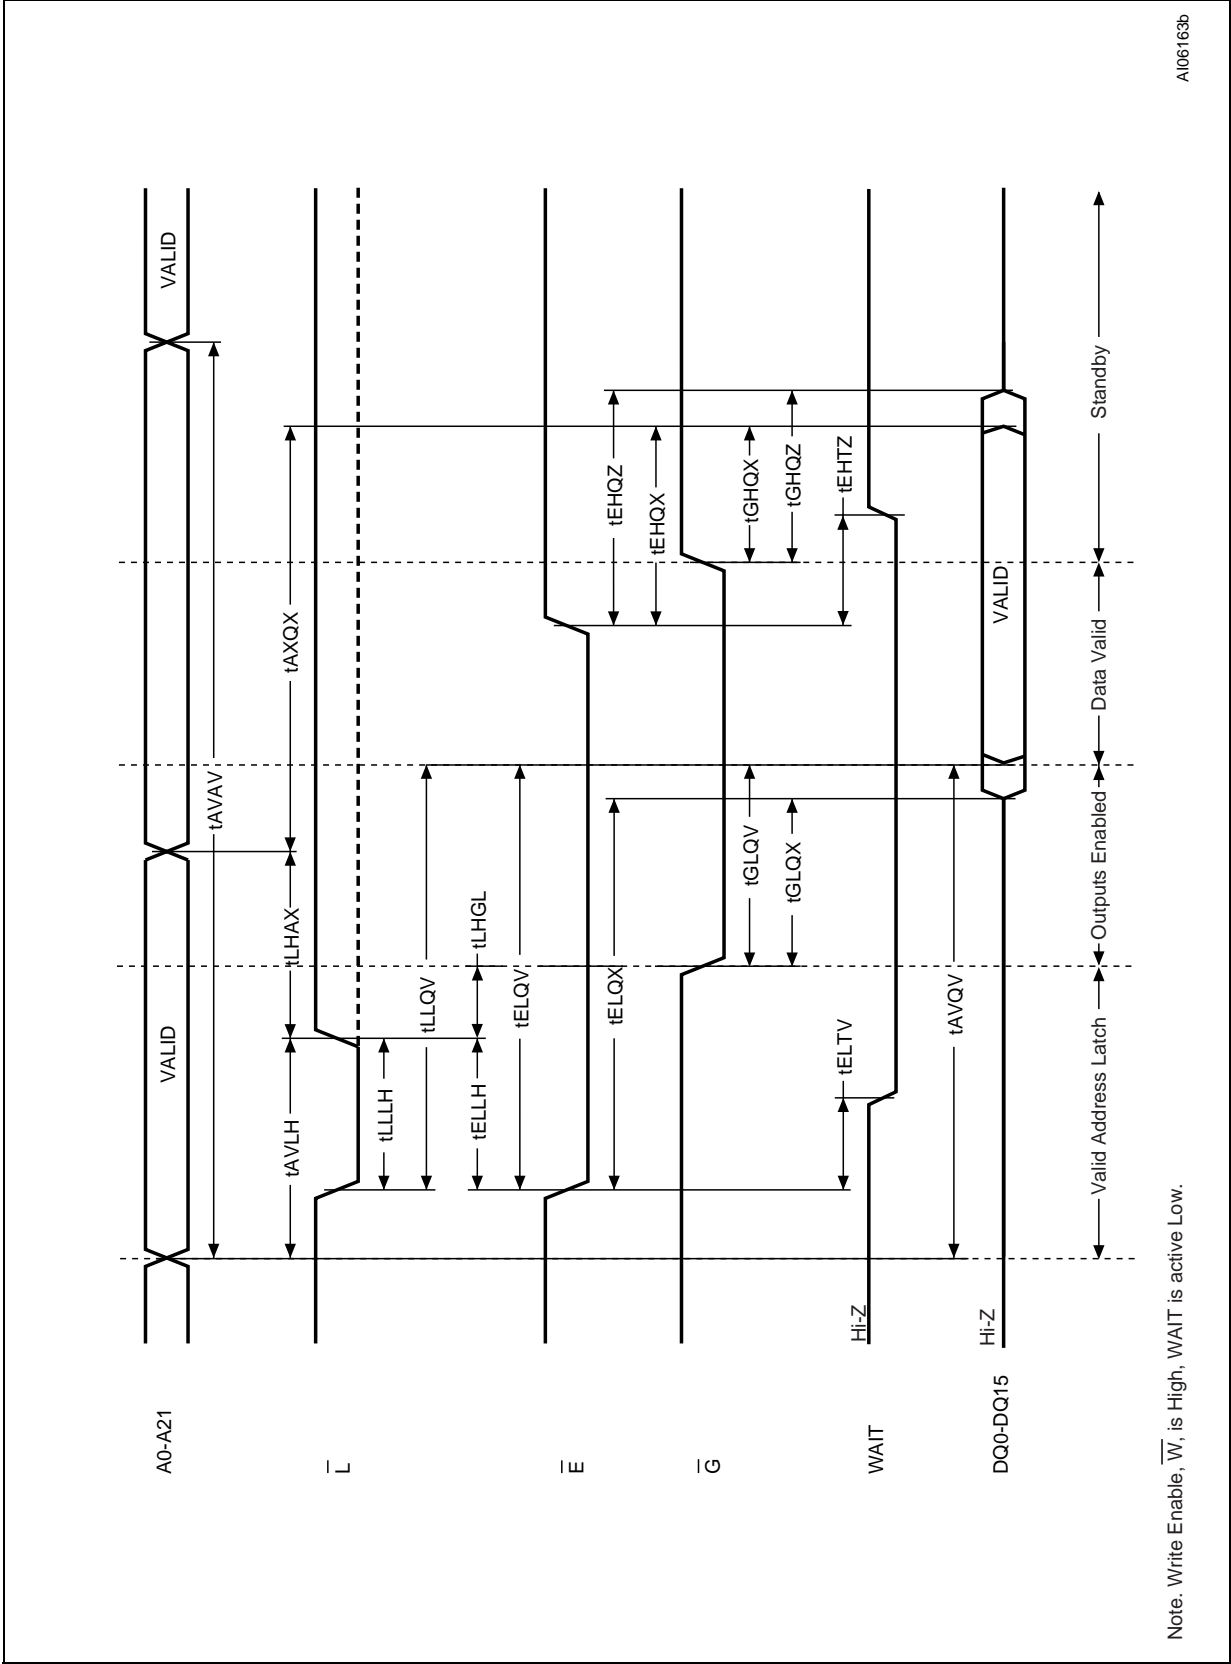 A0-A21
VALID
VALID
tAVAV
tAVLH
tLHAX
tAXQX
L
tLLLH
tLLQV
tELLH
tLHGL
tELQV
E
tELQX
tEHQZ
tEHQX
G
tGLQV
tGHQX
tGLQX
tGHQZ
tELTV
tEHTZ
Hi-Z
WAIT
tAVQV
Hi-Z
DQ0-DQ15
VALID
Valid Address Latch
Outputs Enabled
Data Valid
Standby
Note. Write Enable, W̅, is High, WAIT is active Low.
AI06163b